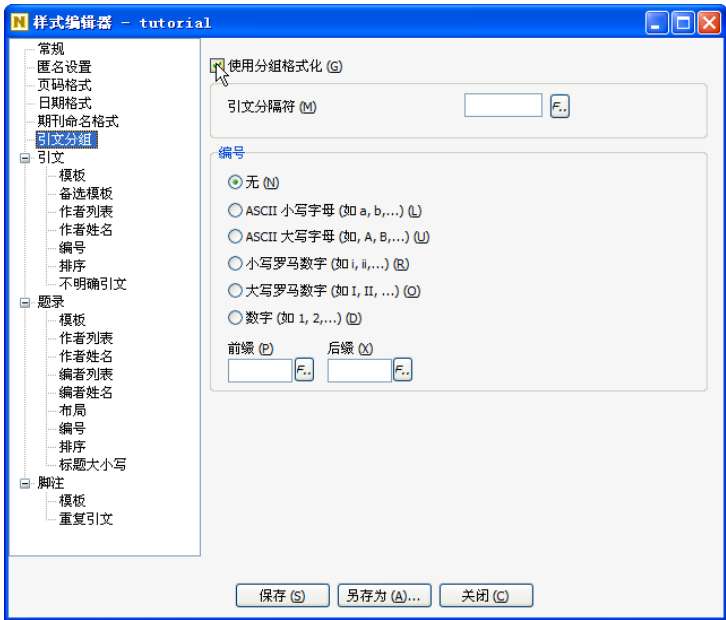 样式编辑器 - tutorial
常规
匿名设置
页码格式
日期格式
期刊命名格式
引文分组
引文
模板
备选模板
作者列表
作者姓名
编号
排序
不明确引文
题录
模板
作者列表
作者姓名
编者列表
编者姓名
布局
编号
排序
标题大小写
脚注
模板
重复引文
使用分组格式化 (G)
引文分隔符 (M)
F..
编号
无 (N)
ASCII 小写字母 (如 a, b,...) (L)
ASCII 大写字母 (如, A, B,...) (U)
小写罗马数字 (如 i, ii,...) (R)
大写罗马数字 (如 I, II, ...) (O)
数字 (如 1, 2,...) (D)
前缀 (P) 后缀 (X)
F.. F..
保存 (S) 另存为 (A)... 关闭 (C)